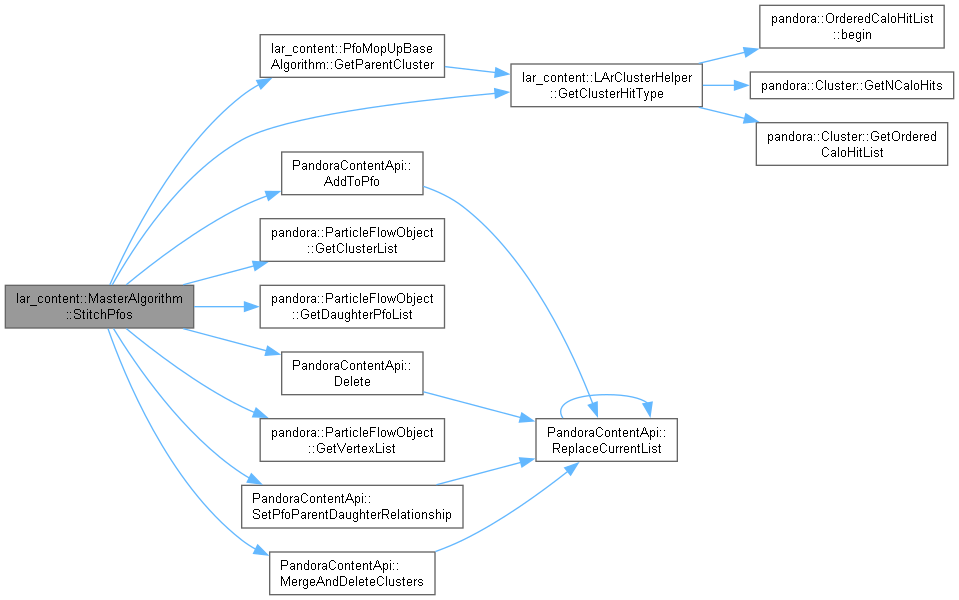 lar_content::MasterAlgorithm
::StitchPfos
lar_content::PfoMopUpBase
Algorithm::GetParentCluster
lar_content::LArClusterHelper
::GetClusterHitType
pandora::OrderedCaloHitList
::begin
pandora::Cluster::GetNCaloHits
pandora::Cluster::GetOrdered
CaloHitList
PandoraContentApi::
AddToPfo
pandora::ParticleFlowObject
::GetClusterList
pandora::ParticleFlowObject
::GetDaughterPfoList
PandoraContentApi::
Delete
pandora::ParticleFlowObject
::GetVertexList
PandoraContentApi::
SetPfoParentDaughterRelationship
PandoraContentApi::
MergeAndDeleteClusters
PandoraContentApi::
ReplaceCurrentList